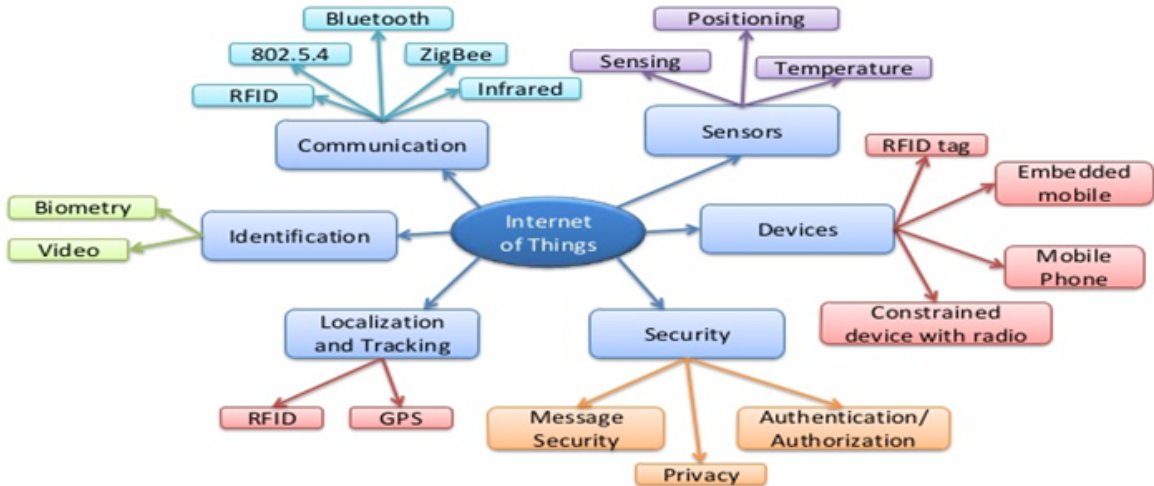 Bluetooth
802.5.4
ZigBee
RFID
Infrared
Communication
Positioning
Sensing
Temperature
Sensors
RFID tag
Embedded
mobile
Devices
Mobile
Phone
Constrained
device with radio
Internet
of Things
Biometry
Video
Identification
Localization
and Tracking
RFID
GPS
Security
Message
Security
Privacy
Authentication/
Authorization